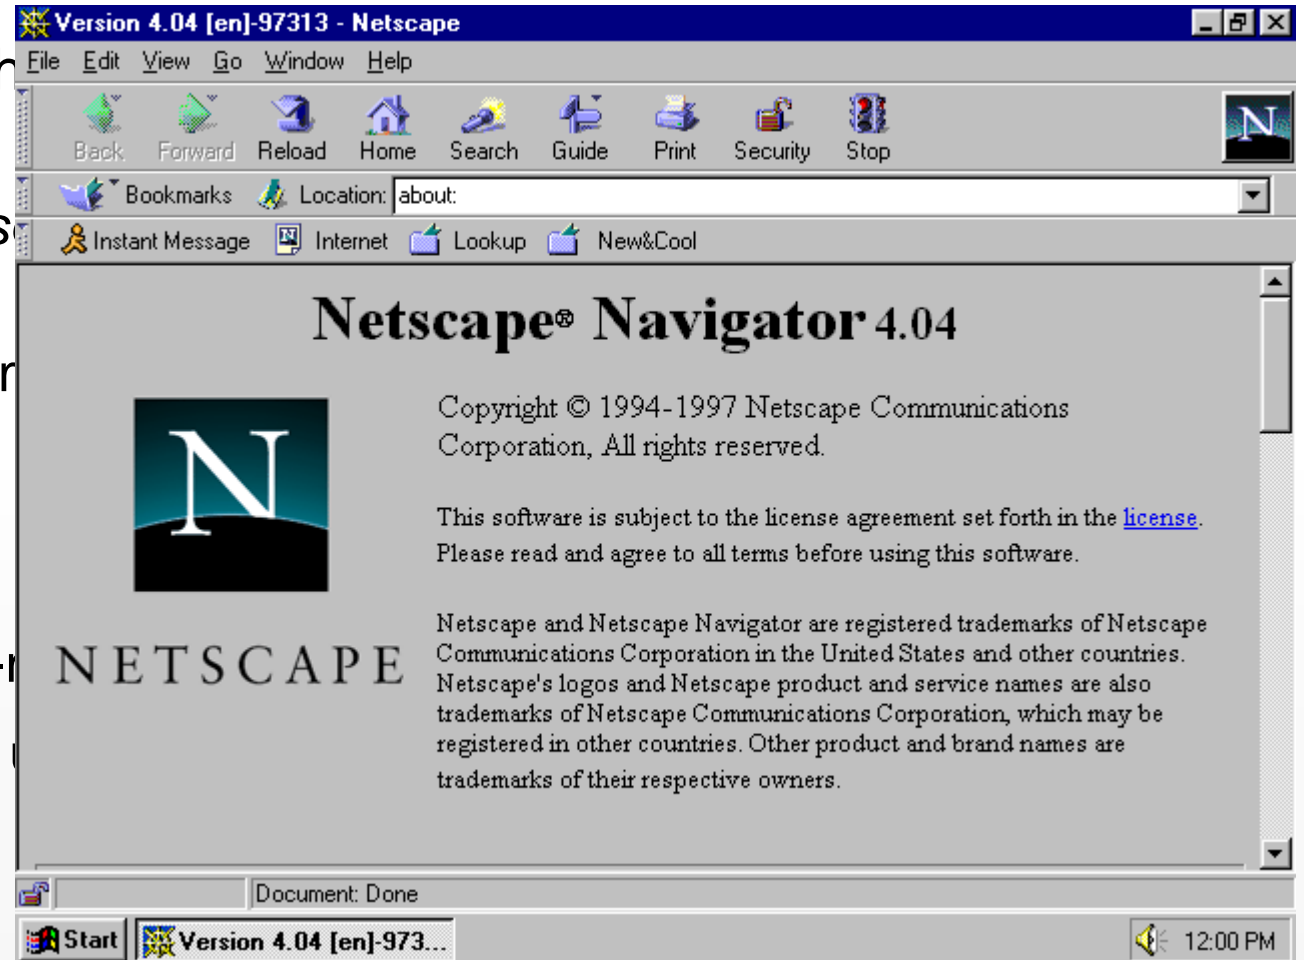 Version 4.04 [en]-97313 - Netscape
File Edit View Go Window Help
Back Forward Reload Home Search Guide Print Security Stop
N
Bookmarks Location: about:
Instant Message Internet Lookup New&Cool
Netscape® Navigator 4.04
N
NETSCAPE
Copyright © 1994-1997 Netscape Communications
Corporation, All rights reserved.
This software is subject to the license agreement set forth in the license.
Please read and agree to all terms before using this software.
Netscape and Netscape Navigator are registered trademarks of Netscape
Communications Corporation in the United States and other countries.
Netscape's logos and Netscape product and service names are also
trademarks of Netscape Communications Corporation, which may be
registered in other countries. Other product and brand names are
trademarks of their respective owners.
Document: Done
Start Version 4.04 [en]-973... 12:00 PM